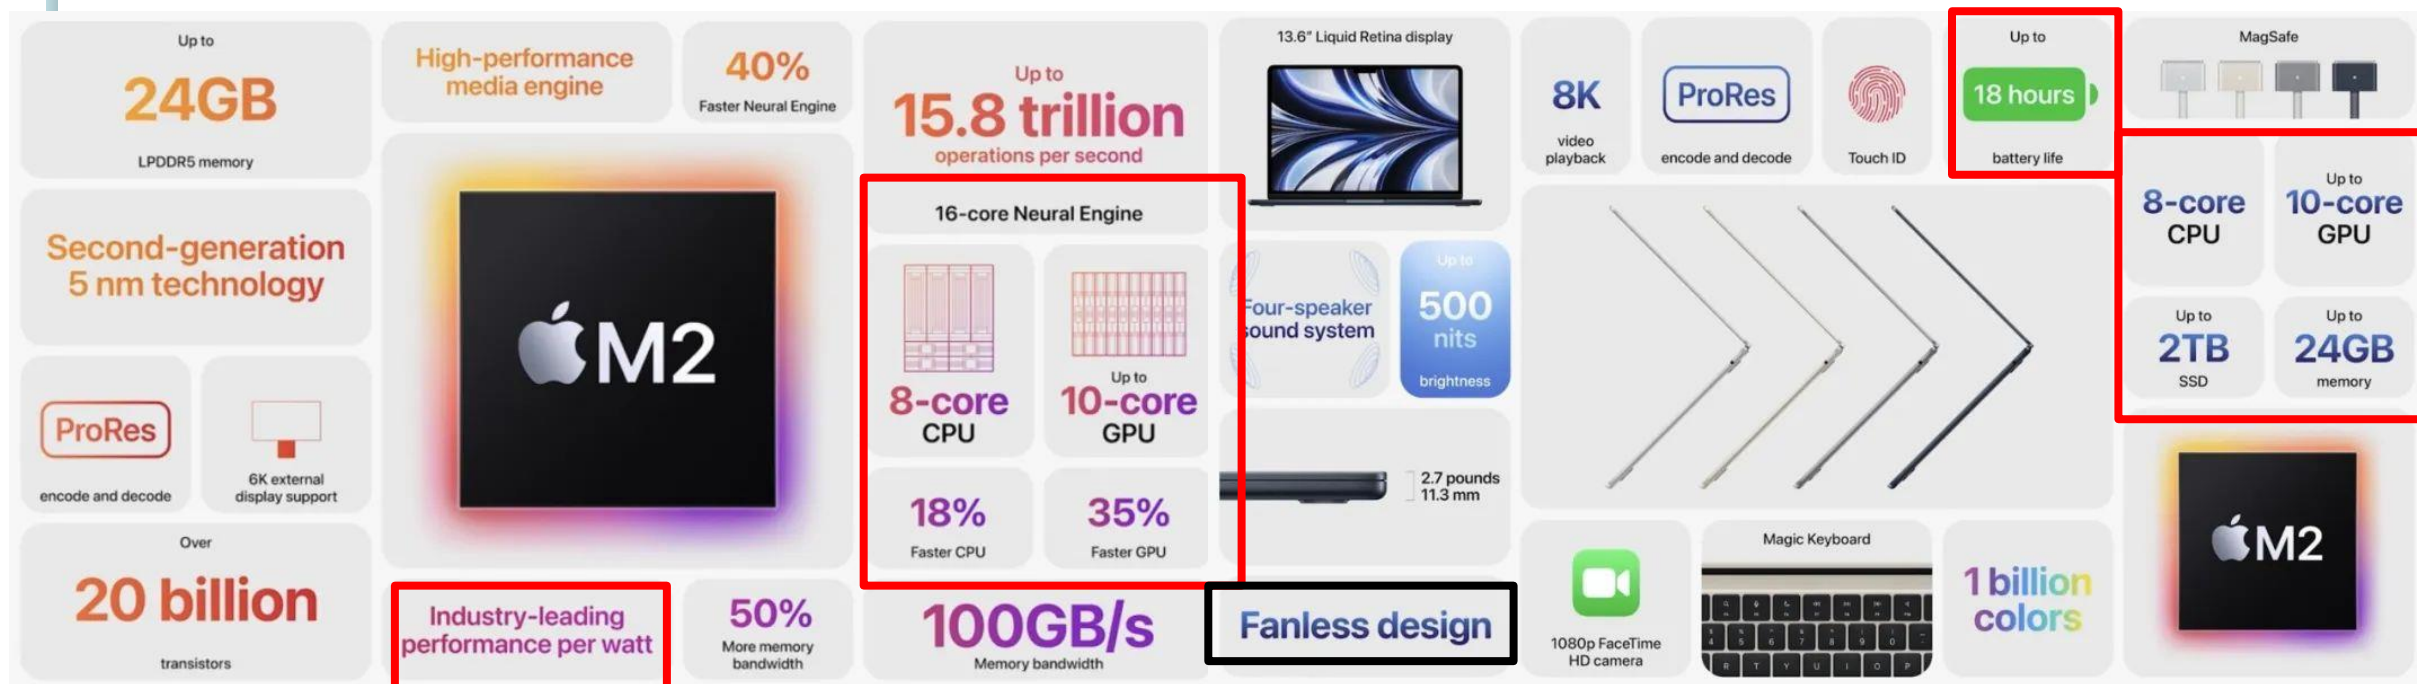 Up to
24GB
LPDDR5 memory
Second-generation
5 nm technology
ProRes
encode and decode
6K external
display support
Over
20 billion
transistors
High-performance
media engine
40%
Faster Neural Engine
M2
Industry-leading
performance per watt
50%
More memory
bandwidth
Up to
15.8 trillion
operations per second
16-core Neural Engine
8-core
CPU
Up to
10-core
GPU
18%
Faster CPU
35%
Faster GPU
100GB/s
Memory bandwidth
13.6" Liquid Retina display
Four-speaker
sound system
Up to
500
nits
brightness
2.7 pounds
11.3 mm
Fanless design
8K
video
playback
ProRes
encode and decode
Touch ID
Up to
18 hours
battery life
1080p FaceTime
HD camera
Magic Keyboard
4 5 6 7 8 9 0
R T Y U I O P
1 billion
colors
MagSafe
8-core
CPU
Up to
10-core
GPU
Up to
2TB
SSD
Up to
24GB
memory
M2